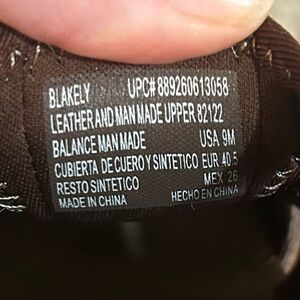 BLAKELY UPC# 889260613058
LEATHER AND MAN MADE UPPER 82122
BALANCE MAN MADE USA 9M
CUBIERTA DE CUERO Y SINTETICO EUR 40.5
RESTO SINTETICO MEX 26
MADE IN CHINA HECHO EN CHINA